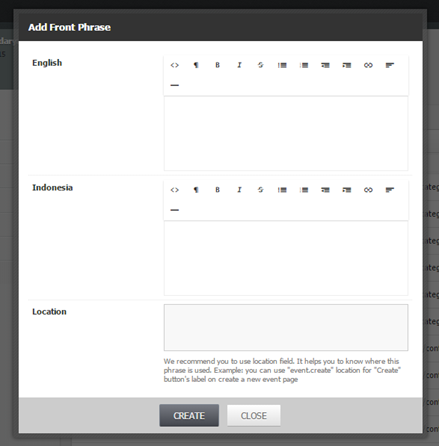 Add Front Phrase
English
<> ¶ B I S
Indonesia
<> ¶ B I S
Location
We recommend you to use location field. It helps you to know where this
phrase is used. Example: you can use "event.create" location for "Create"
button's label on create a new event page
CREATE CLOSE